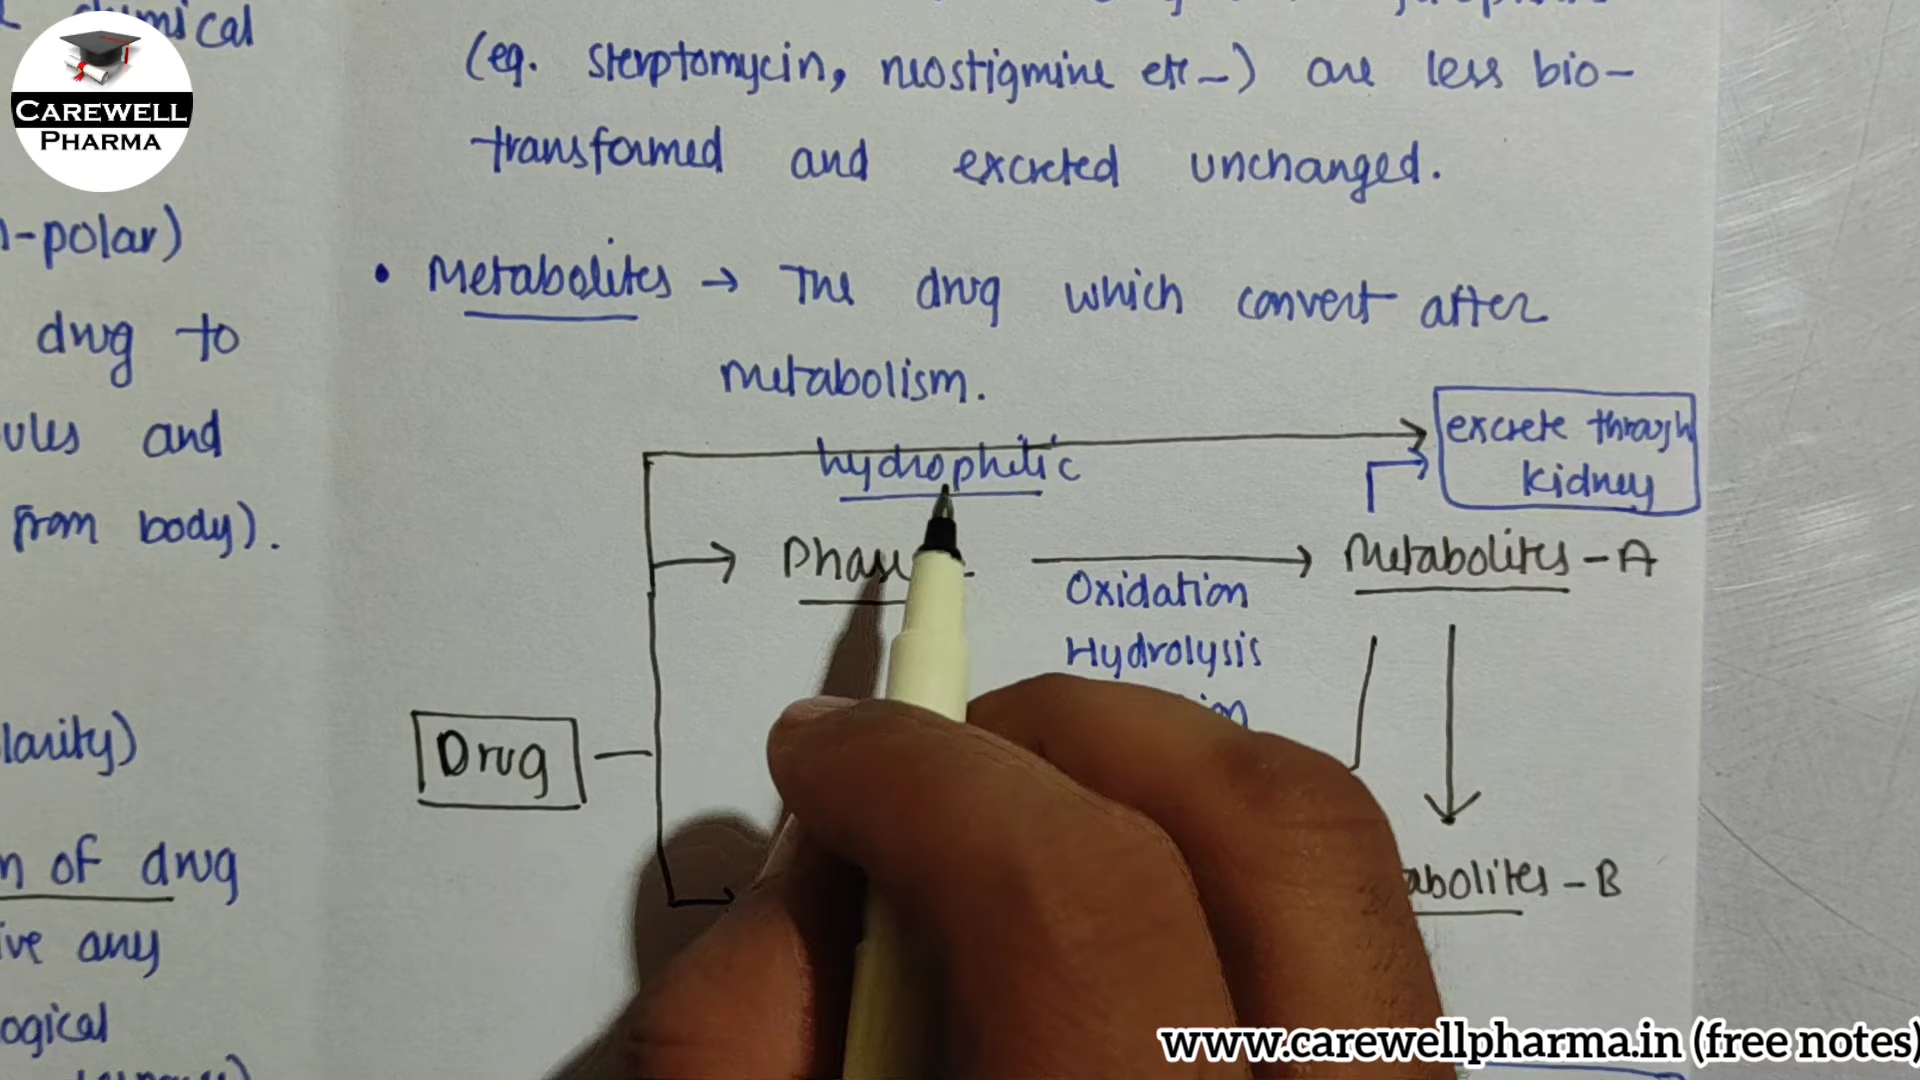 CAREWELL
PHARMA
n-polar)
drug to
ules and
from body).
larity)
n of drug
ive any
ogical
(eg. sterptomycin, neostigmine etc -) are less bio-
-transformed and excreted unchanged.
• Metabolites → The drug which convert after
metabolism.
hydrophilic
excrete through
kidney
Metabolites - A
Oxidation
Hydrolysis
Drug
abolites - B
www.carewellpharma.in (free notes)